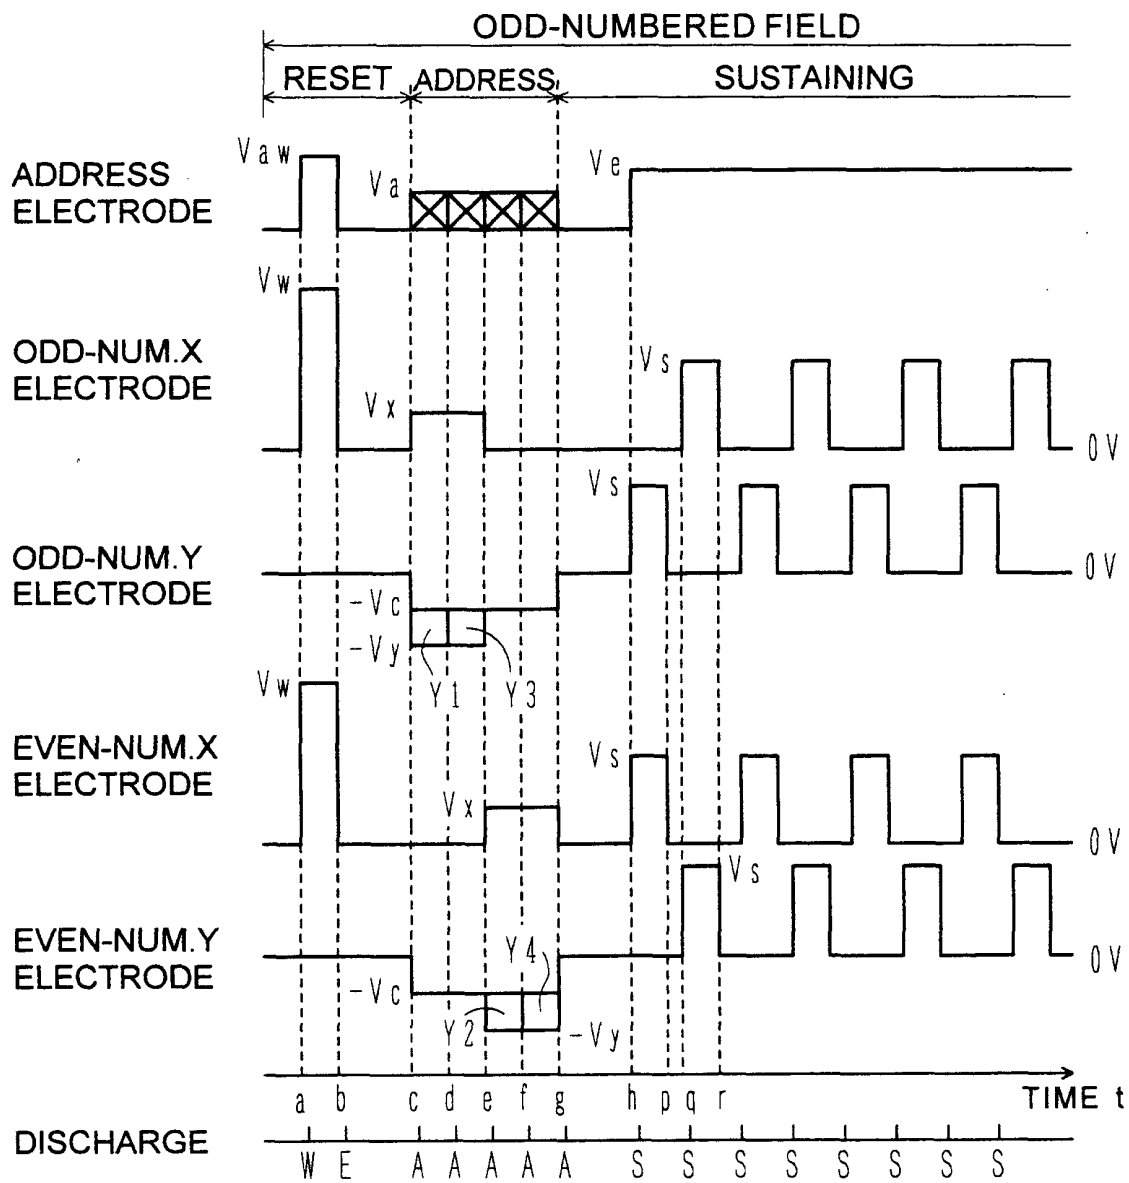 ODD-NUMBERED FIELD
RESET ADDRESS SUSTAINING
Vaw
Va
Ve
ADDRESS
ELECTRODE
Vw
ODD-NUM.X
ELECTRODE
Vx
Vs
0V
Vs
ODD-NUM.Y
ELECTRODE
0V
-Vc
-Vy
Y1 Y3
Vw
EVEN-NUM.X
ELECTRODE
Vs
Vx
0V
Vs
EVEN-NUM.Y
ELECTRODE
Y4
0V
-Vc
Y2
-Vy
a b c d e f g h p q r TIME t
DISCHARGE
W E A A A A A S S S S S S S S